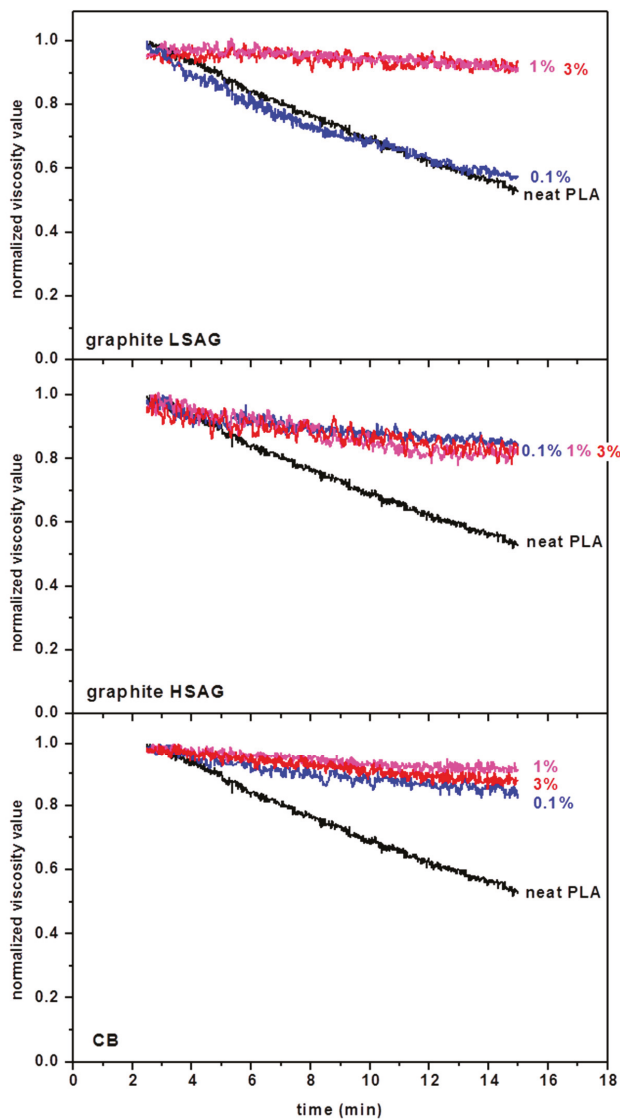 1.0
0.8
0.6
0.4
0.2
0.0
normalized viscosity value
1% 3%
0.1%
neat PLA
graphite LSAG
1.0
0.8
0.6
0.4
0.2
0.0
normalized viscosity value
0.1% 1% 3%
neat PLA
graphite HSAG
1.0
0.8
0.6
0.4
0.2
0.0
normalized viscosity value
1%
3%
0.1%
neat PLA
CB
0 2 4 6 8 10 12 14 16 18
time (min)